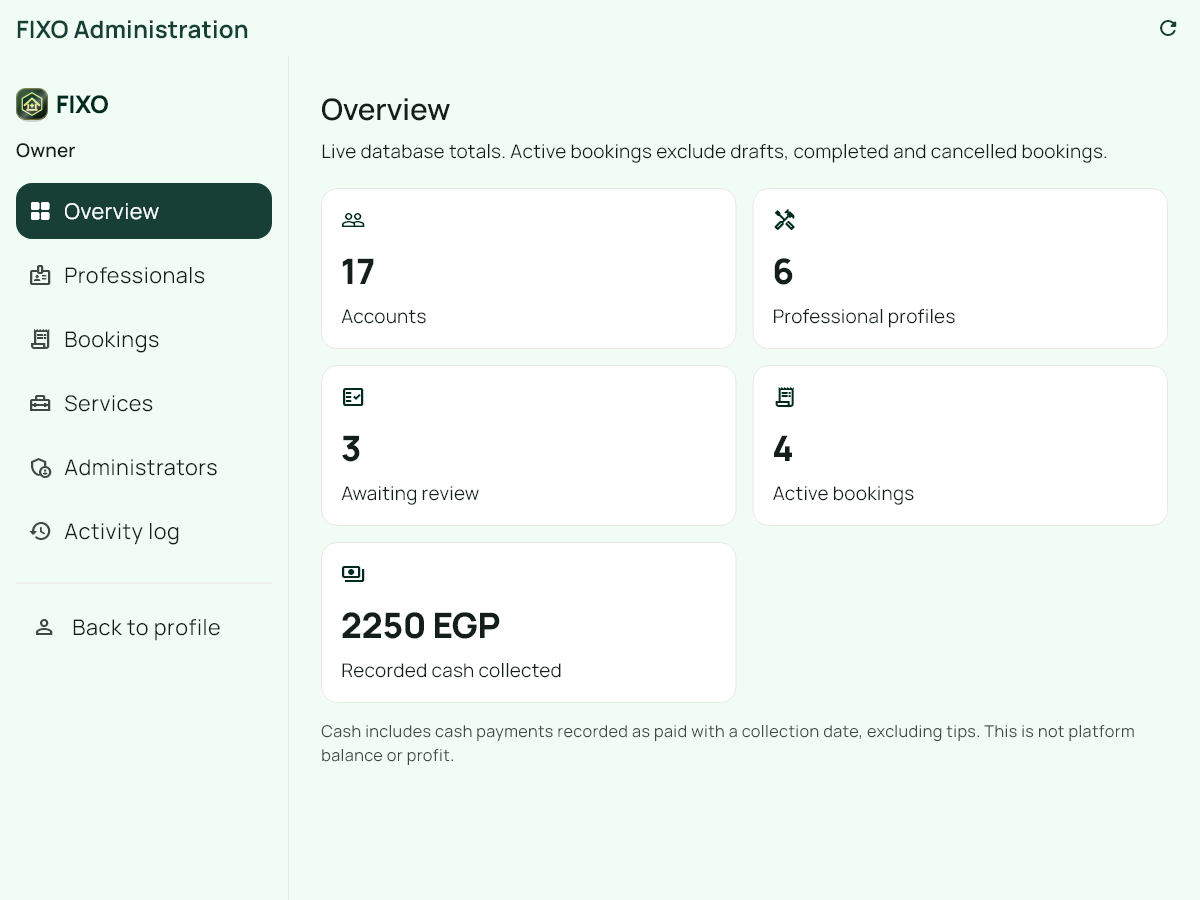 FIXO Administration
FIXO
Owner
Overview
Professionals
Bookings
Services
Administrators
Activity log
Back to profile
Overview
Live database totals. Active bookings exclude drafts, completed and cancelled bookings.
17
Accounts
6
Professional profiles
3
Awaiting review
4
Active bookings
2250 EGP
Recorded cash collected
Cash includes cash payments recorded as paid with a collection date, excluding tips. This is not platform
balance or profit.